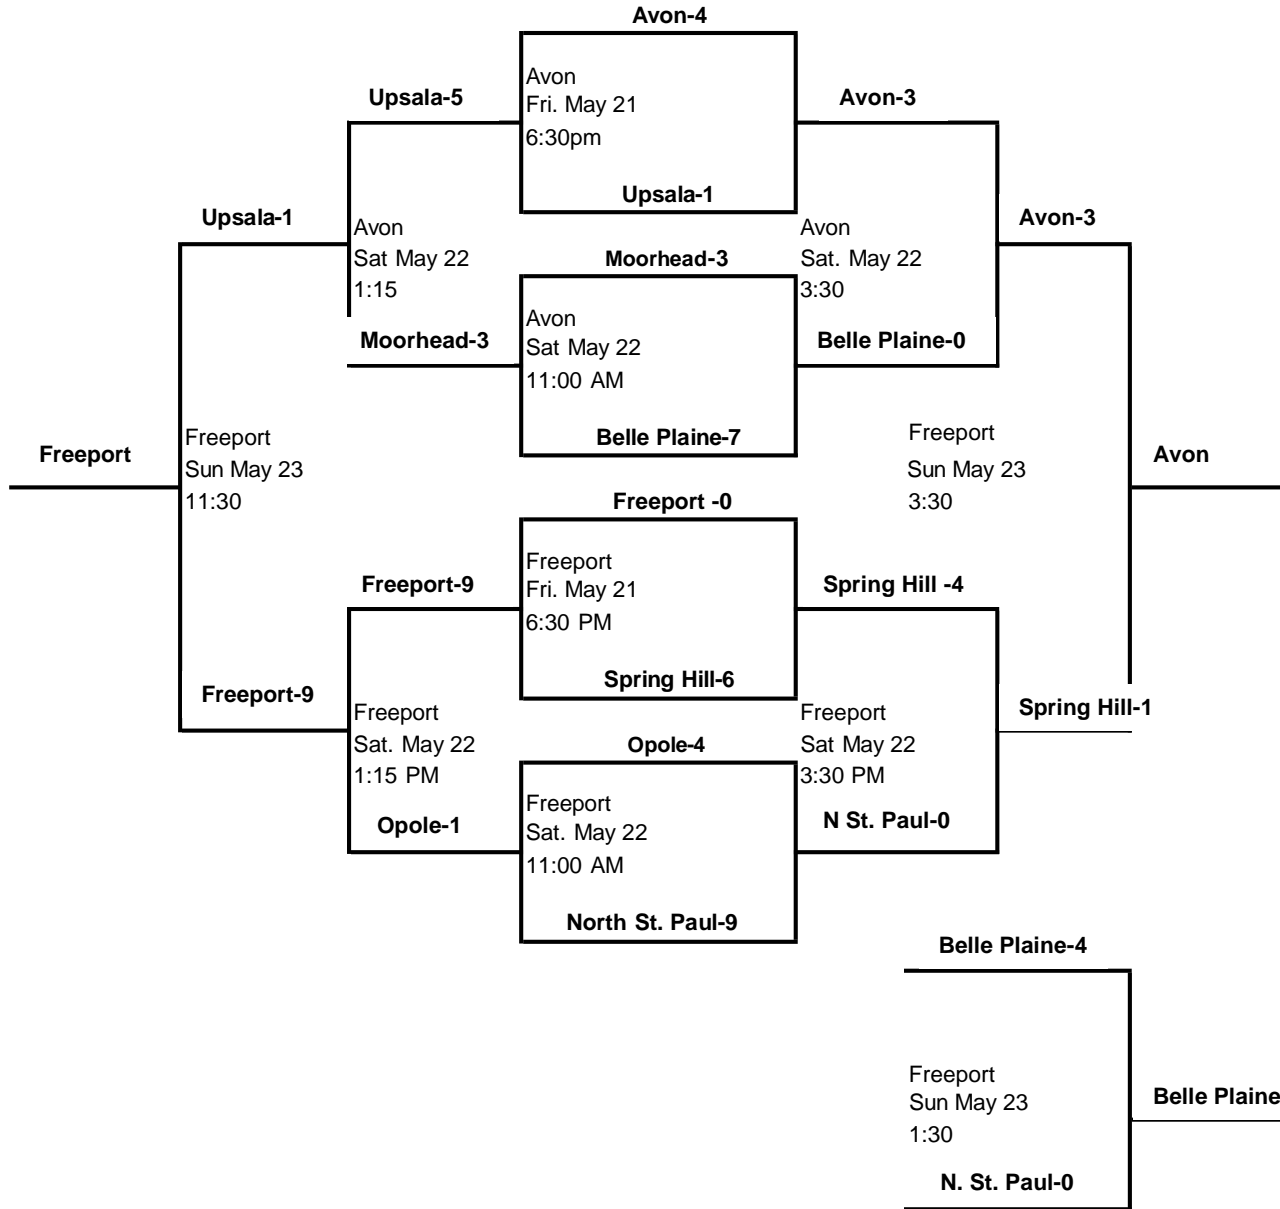 Avon-4
Avon
Fri. May 21
6:30pm
Upsala-5
Avon-3
Upsala-1
Upsala-1
Avon
Sat May 22
1:15
Avon
Sat. May 22
3:30
Avon-3
Moorhead-3
Avon
Sat May 22
11:00 AM
Moorhead-3
Belle Plaine-0
Belle Plaine-7
Freeport
Freeport
Sun May 23
11:30
Freeport
Sun May 23
3:30
Avon
Freeport -0
Freeport
Fri. May 21
6:30 PM
Freeport-9
Spring Hill -4
Spring Hill-6
Freeport-9
Freeport
Sat. May 22
1:15 PM
Freeport
Sat May 22
3:30 PM
Spring Hill-1
Opole-4
Freeport
Sat. May 22
11:00 AM
Opole-1
N St. Paul-0
North St. Paul-9
Belle Plaine-4
Freeport
Sun May 23
1:30
Belle Plaine
N. St. Paul-0